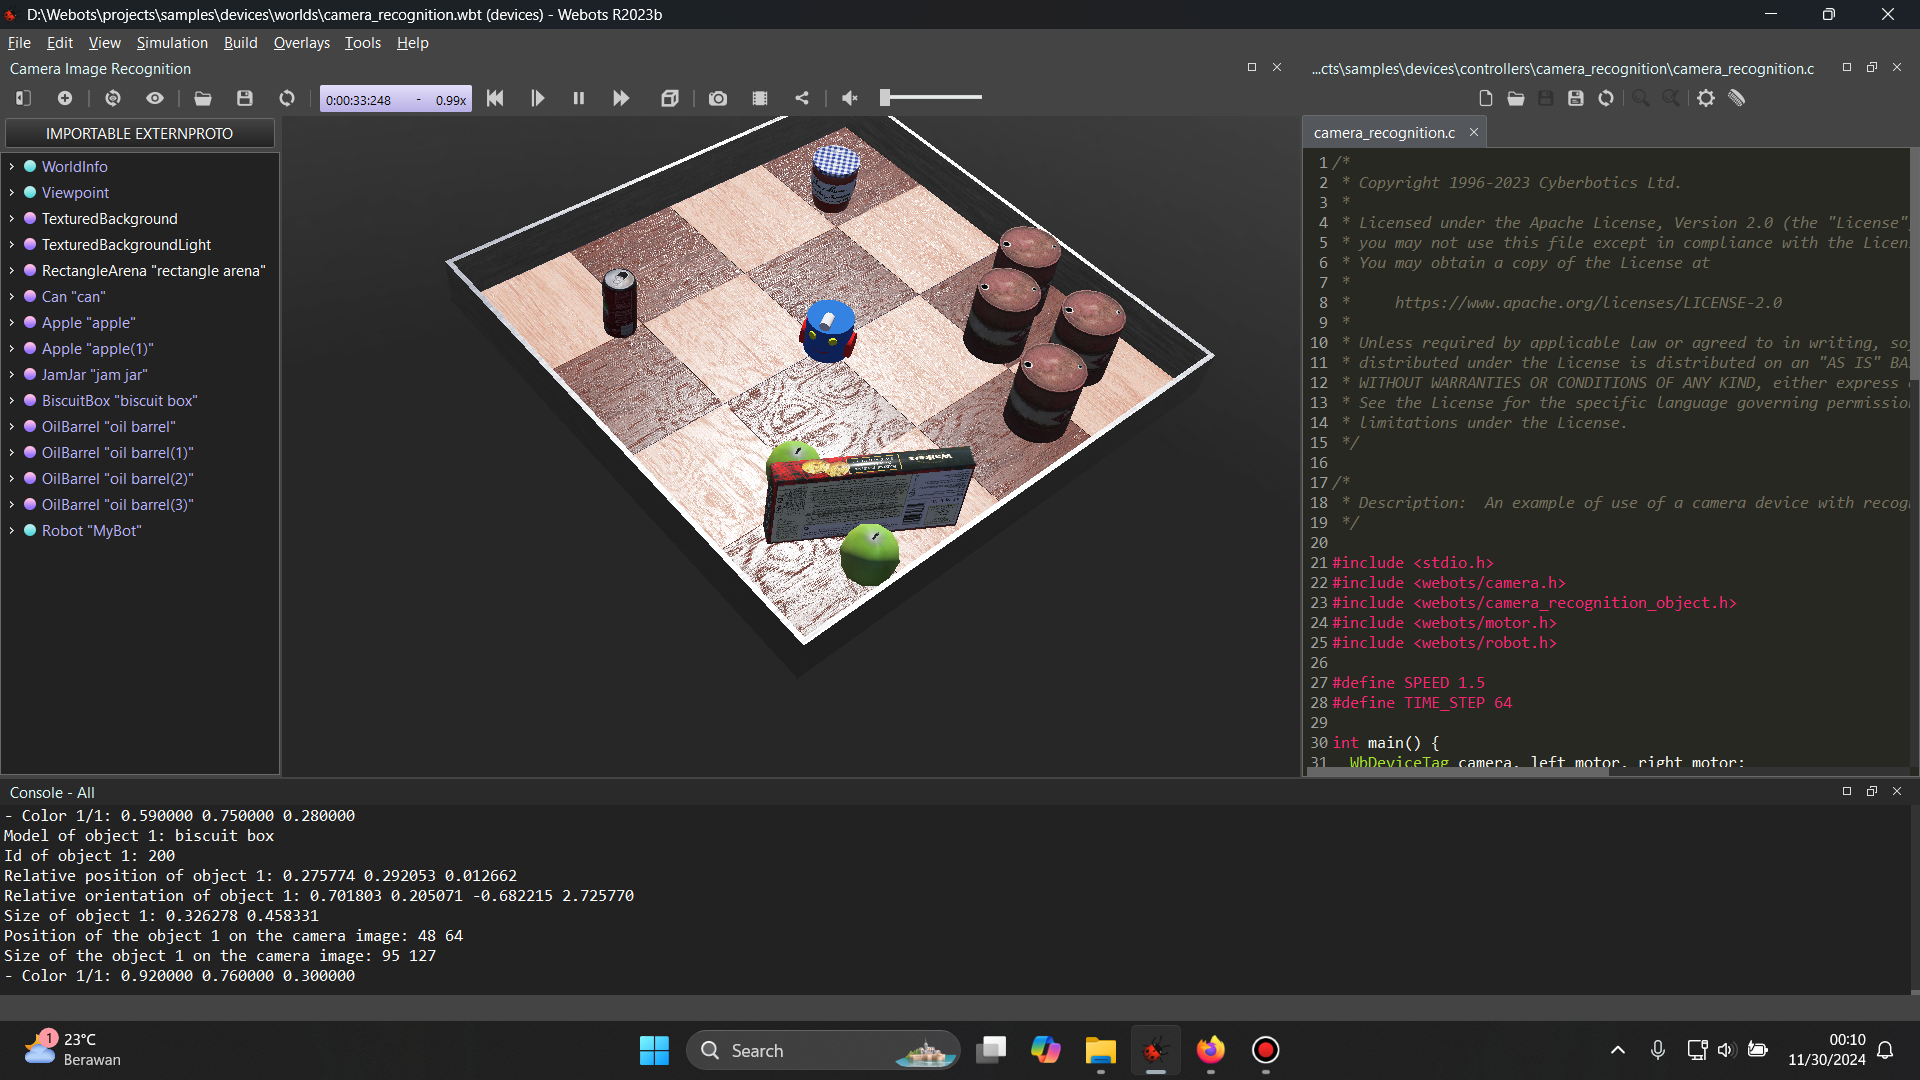 D:\Webots\projects\samples\devices\worlds\camera_recognition.wbt (devices) - Webots R2023b
File Edit View Simulation Build Overlays Tools Help
Camera Image Recognition
0:00:33:248 - 0.99x
IMPORTABLE EXTERNPROTO
WorldInfo
Viewpoint
TexturedBackground
TexturedBackgroundLight
RectangleArena "rectangle arena"
Can "can"
Apple "apple"
Apple "apple(1)"
JamJar "jam jar"
BiscuitBox "biscuit box"
OilBarrel "oil barrel"
OilBarrel "oil barrel(1)"
OilBarrel "oil barrel(2)"
OilBarrel "oil barrel(3)"
Robot "MyBot"
Walkers
...cts\samples\devices\controllers\camera_recognition\camera_recognition.c
camera_recognition.c
1 /*
2 * Copyright 1996-2023 Cyberbotics Ltd.
3 *
4 * Licensed under the Apache License, Version 2.0 (the "License"
5 * you may not use this file except in compliance with the Licen
6 * You may obtain a copy of the License at
7 *
8 * https://www.apache.org/licenses/LICENSE-2.0
9 *
10 * Unless required by applicable law or agreed to in writing, so
11 * distributed under the License is distributed on an "AS IS" BA
12 * WITHOUT WARRANTIES OR CONDITIONS OF ANY KIND, either express
13 * See the License for the specific language governing permissio
14 * limitations under the License.
15 */
16
17 /*
18 * Description: An example of use of a camera device with recog
19 */
20
21 #include <stdio.h>
22 #include <webots/camera.h>
23 #include <webots/camera_recognition_object.h>
24 #include <webots/motor.h>
25 #include <webots/robot.h>
26
27 #define SPEED 1.5
28 #define TIME_STEP 64
29
30 int main() {
31 WbDeviceTag camera, left_motor, right_motor;
Console - All
- Color 1/1: 0.590000 0.750000 0.280000
Model of object 1: biscuit box
Id of object 1: 200
Relative position of object 1: 0.275774 0.292053 0.012662
Relative orientation of object 1: 0.701803 0.205071 -0.682215 2.725770
Size of object 1: 0.326278 0.458331
Position of the object 1 on the camera image: 48 64
Size of the object 1 on the camera image: 95 127
- Color 1/1: 0.920000 0.760000 0.300000
1
23°C
Berawan
Search
00:10
11/30/2024